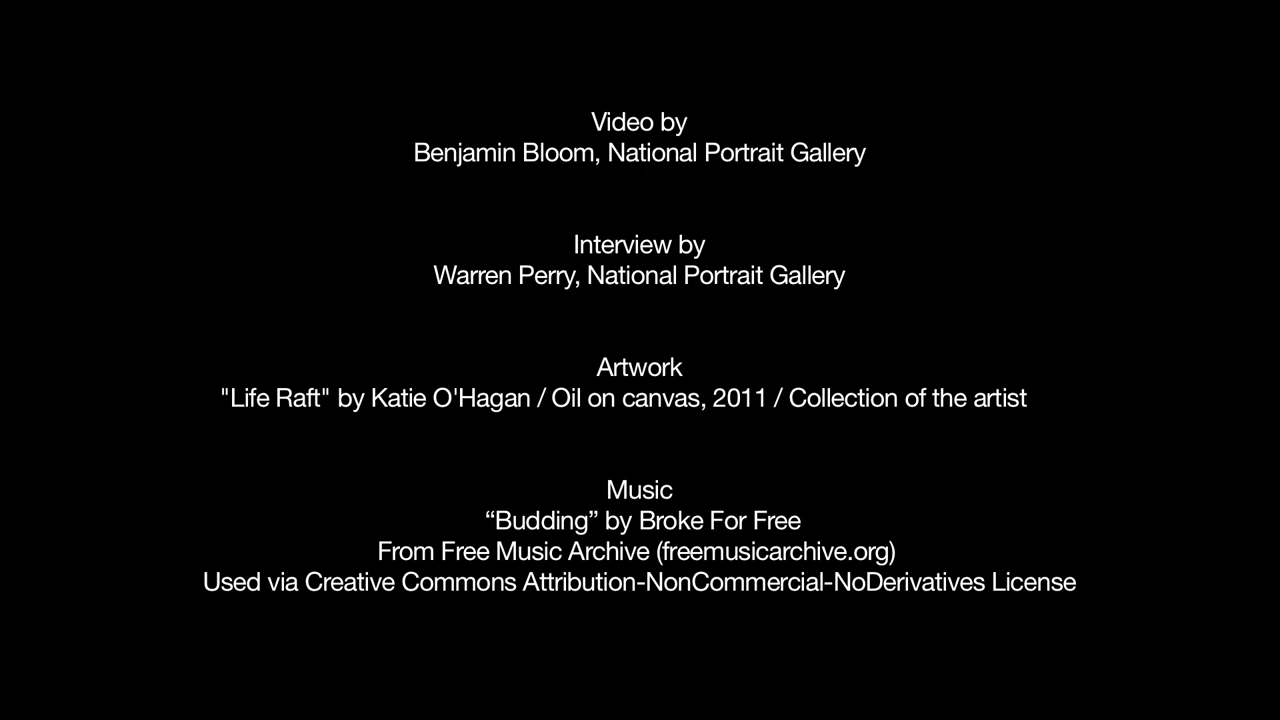 Video by
Benjamin Bloom, National Portrait Gallery
Interview by
Warren Perry, National Portrait Gallery
Artwork
"Life Raft" by Katie O'Hagan / Oil on canvas, 2011 / Collection of the artist
Music
“Budding” by Broke For Free
From Free Music Archive (freemusicarchive.org)
Used via Creative Commons Attribution-NonCommercial-NoDerivatives License